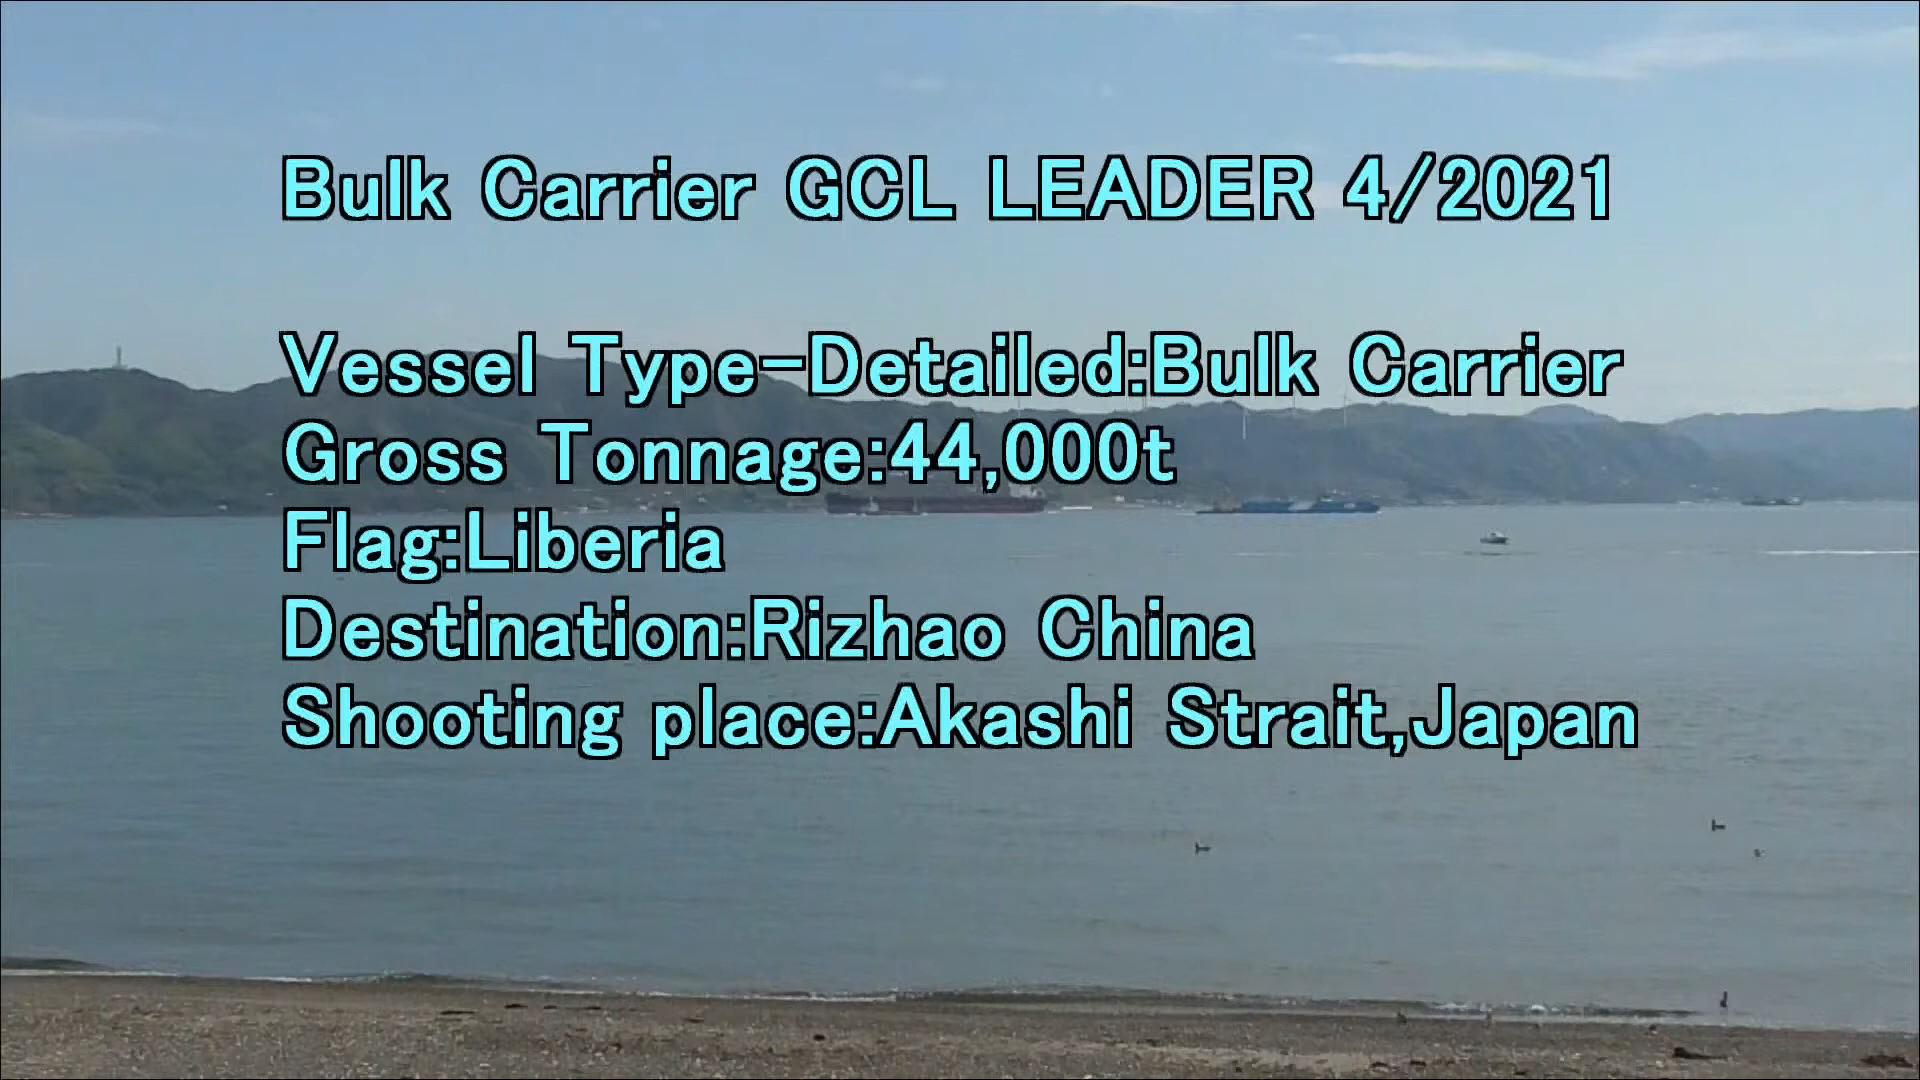 Bulk Carrier GCL LEADER 4/2021
Vessel Type-Detailed:Bulk Carrier
Gross Tonnage:44,000t
Flag:Liberia
Destination:Rizhao China
Shooting place:Akashi Strait,Japan